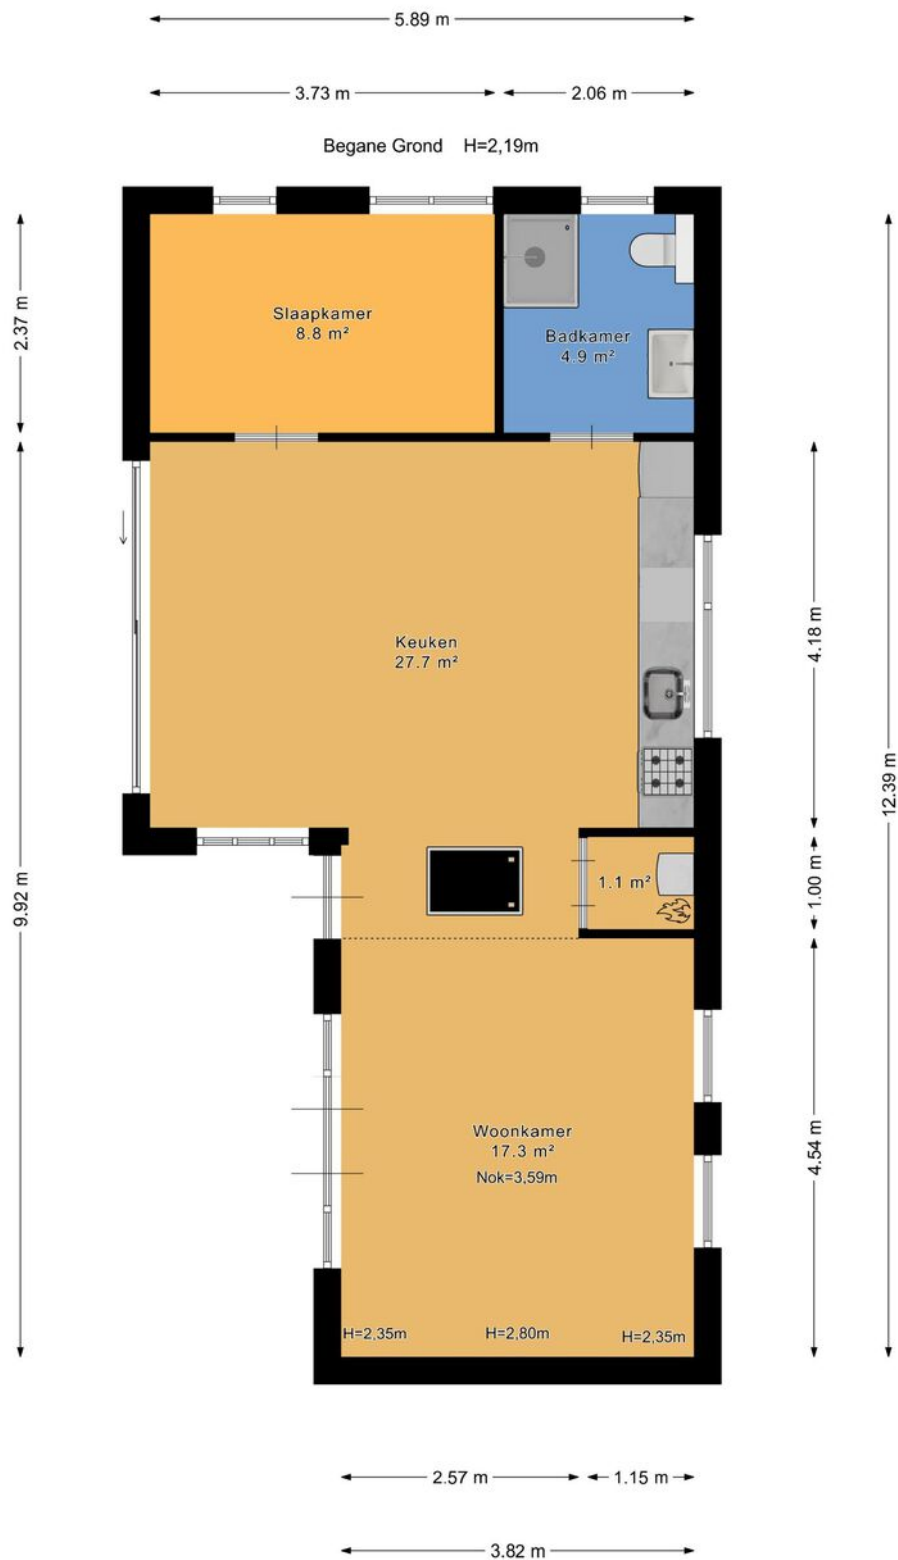 5.89 m
3.73 m
2.06 m
Begane Grond H=2,19m
2.37 m
Slaapkamer
8.8 m²
Badkamer
4.9 m²
Keuken
27.7 m²
4.18 m
12.39 m
9.92 m
1.1 m²
1.00 m
Woonkamer
17.3 m²
Nok=3,59m
4.54 m
H=2,35m
H=2,80m
H=2,35m
2.57 m
1.15 m
3.82 m